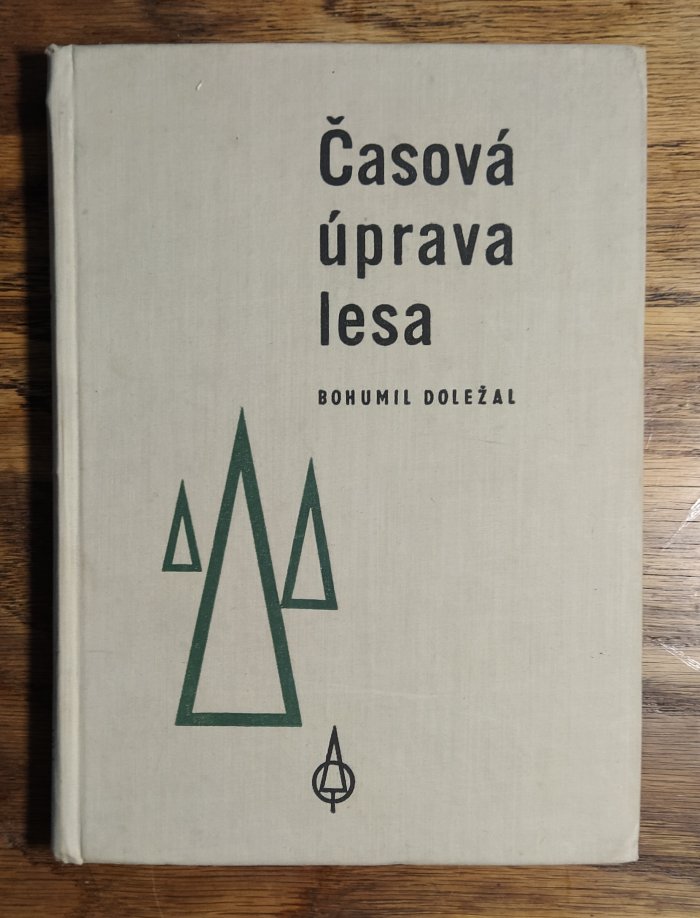 Časová
úprava
lesa
BOHUMIL DOLEŽAL